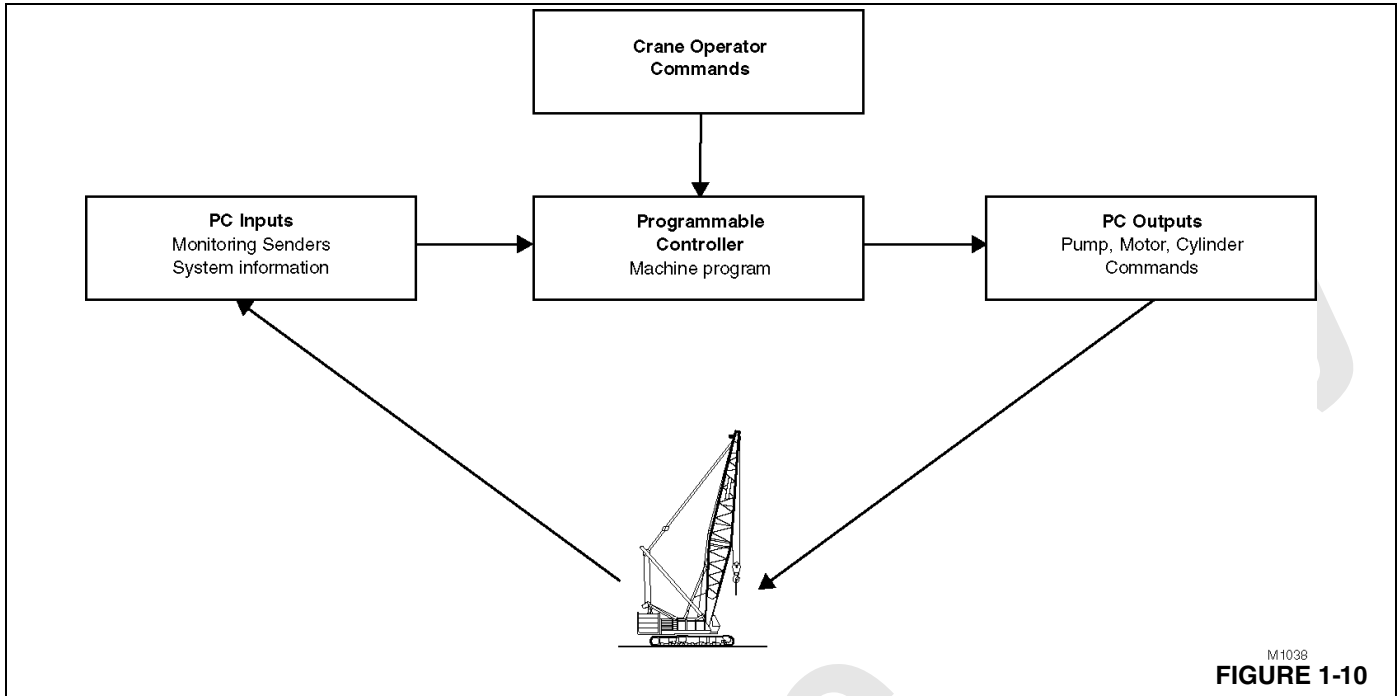 Crane Operator
Commands
PC Inputs
Monitoring Senders
System information
Programmable
Controller
Machine program
PC Outputs
Pump, Motor, Cylinder
Commands
M1038
FIGURE 1-10